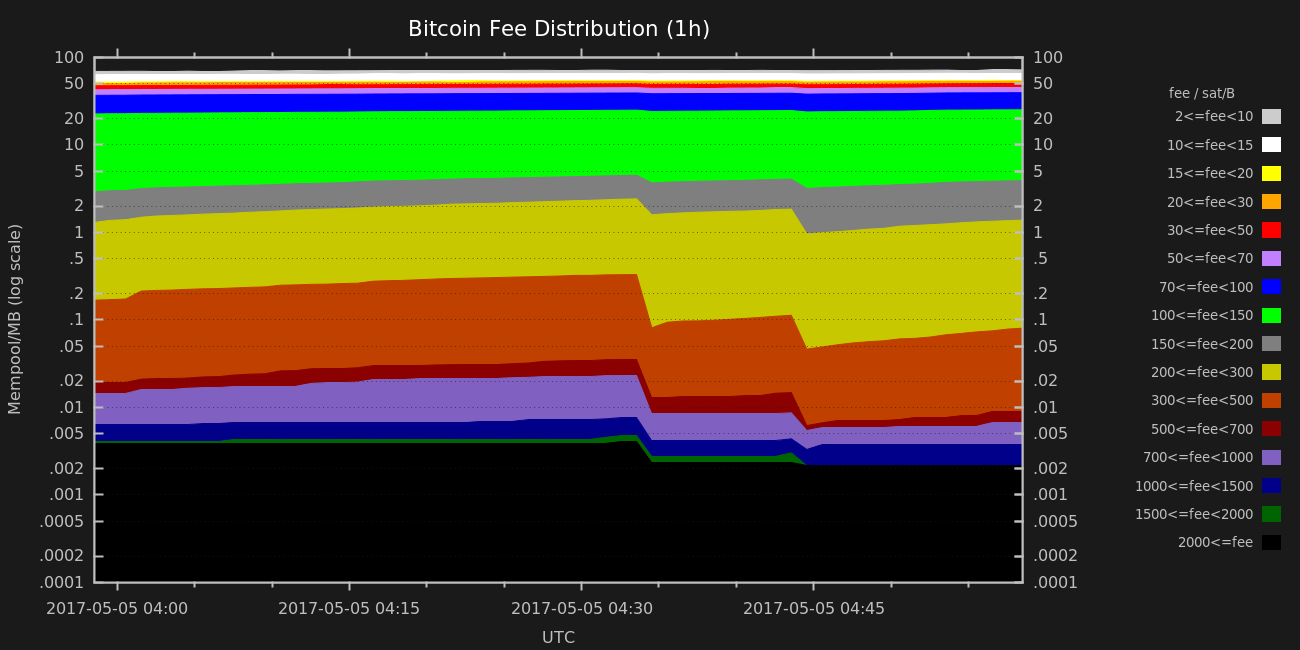 Bitcoin Fee Distribution (1h)
Mempool/MB (log scale)
100
50
20
10
5
2
1
.5
.2
.1
.05
.02
.01
.005
.002
.001
.0005
.0002
.0001
100
50
20
10
5
2
1
.5
.2
.1
.05
.02
.01
.005
.002
.001
.0005
.0002
.0001
2017-05-05 04:00
2017-05-05 04:15
2017-05-05 04:30
2017-05-05 04:45
UTC
fee / sat/B
2<=fee<10
10<=fee<15
15<=fee<20
20<=fee<30
30<=fee<50
50<=fee<70
70<=fee<100
100<=fee<150
150<=fee<200
200<=fee<300
300<=fee<500
500<=fee<700
700<=fee<1000
1000<=fee<1500
1500<=fee<2000
2000<=fee